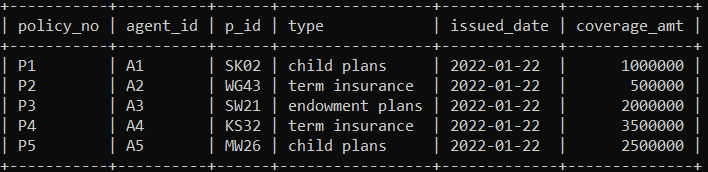 +-----------+----------+------+-----------------+-------------+--------------+
| policy_no | agent_id | p_id | type            | issued_date | coverage_amt |
+-----------+----------+------+-----------------+-------------+--------------+
| P1        | A1       | SK02 | child plans     | 2022-01-22  |      1000000 |
| P2        | A2       | WG43 | term insurance  | 2022-01-22  |       500000 |
| P3        | A3       | SW21 | endowment plans | 2022-01-22  |      2000000 |
| P4        | A4       | KS32 | term insurance  | 2022-01-22  |      3500000 |
| P5        | A5       | MW26 | child plans     | 2022-01-22  |      2500000 |
+-----------+----------+------+-----------------+-------------+--------------+